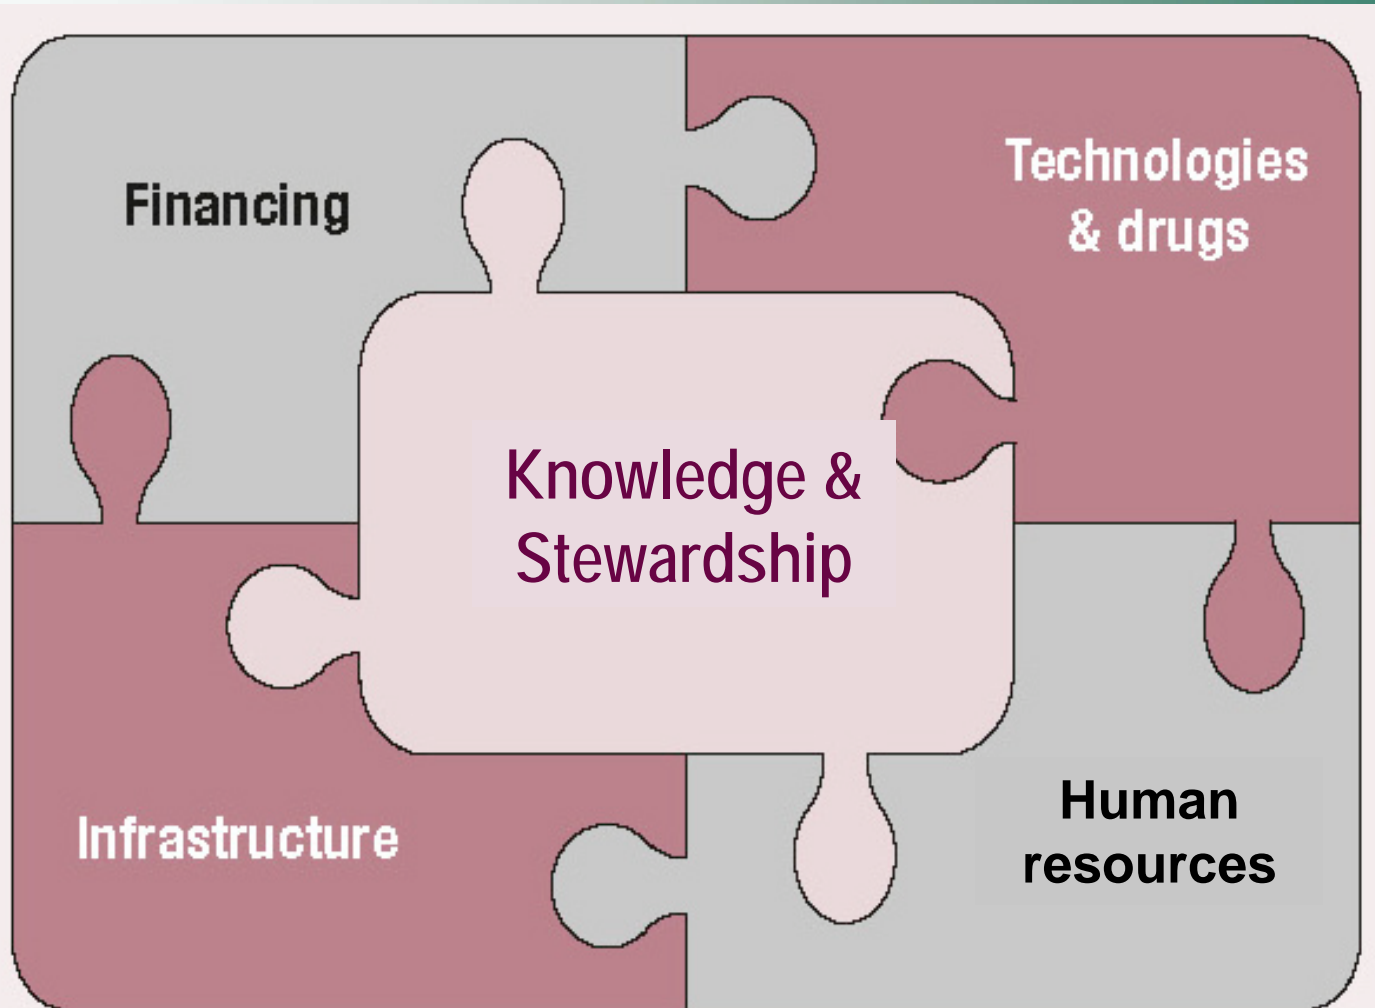 Financing
Technologies
& drugs
Knowledge &
Stewardship
Infrastructure
Human
resources